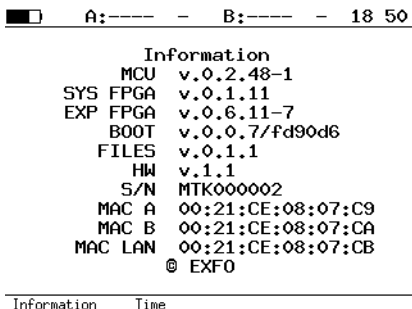 A:---- – B:---- – 18 50
Information
MCU v.0.2.48-1
SYS FPGA v.0.1.11
EXP FPGA v.0.6.11-7
BOOT v.0.0.7/fd90d6
FILES v.0.1.1
HW v.1.1
S/N MTK000002
MAC A 00:21:CE:08:07:C9
MAC B 00:21:CE:08:07:CA
MAC LAN 00:21:CE:08:07:CB
© EXFO
Information Time